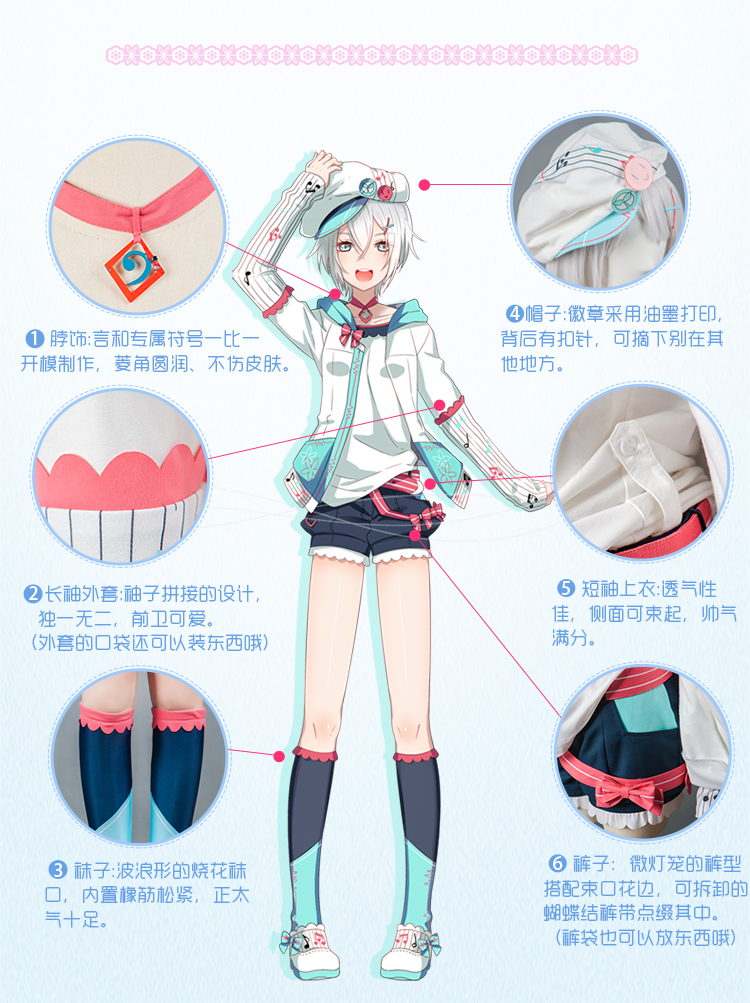 ❶ 脖饰:言和专属符号一比一
开模制作，菱角圆润、不伤皮肤。
❷长袖外套:袖子拼接的设计，
独一无二，前卫可爱。
(外套的口袋还可以装东西哦)
❸ 袜子:波浪形的烧花袜
口，内置橡筋松紧，正太
气十足。
❹帽子:徽章采用油墨打印，
背后有扣针，可摘下别在其
他地方。
❺ 短袖上衣:透气性
佳，侧面可束起，帅气
满分。
❻ 裤子：微灯笼的裤型
搭配束口花边，可拆卸的
蝴蝶结裤带点缀其中。
(裤袋也可以放东西哦)